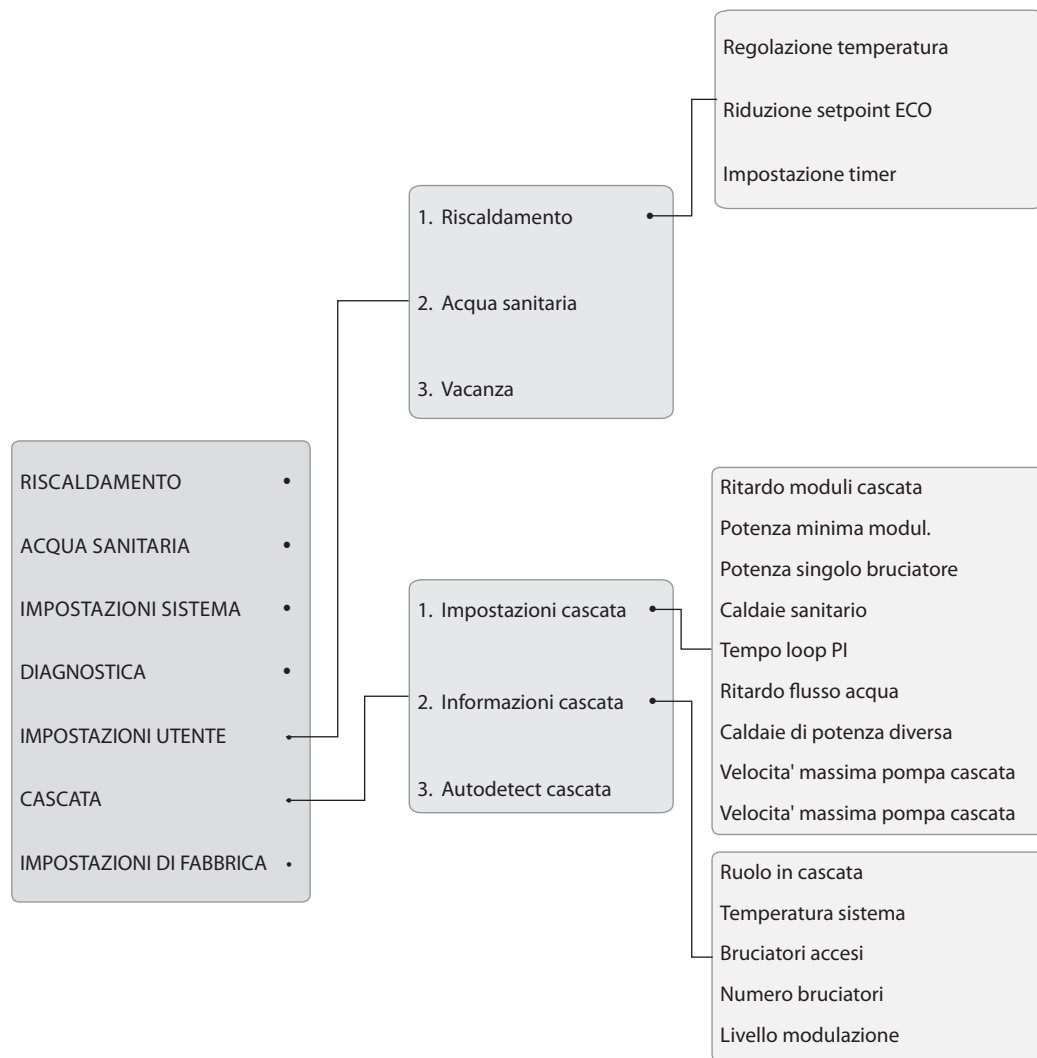 Regolazione temperatura
Riduzione setpoint ECO
Impostazione timer
1. Riscaldamento
2. Acqua sanitaria
3. Vacanza
RISCALDAMENTO
ACQUA SANITARIA
IMPOSTAZIONI SISTEMA
DIAGNOSTICA
IMPOSTAZIONI UTENTE
CASCATA
IMPOSTAZIONI DI FABBRICA
1. Impostazioni cascata
2. Informazioni cascata
3. Autodetect cascata
Ritardo moduli cascata
Potenza minima modul.
Potenza singolo bruciatore
Caldaie sanitario
Tempo loop PI
Ritardo flusso acqua
Caldaie di potenza diversa
Velocita' massima pompa cascata
Velocita' massima pompa cascata
Ruolo in cascata
Temperatura sistema
Bruciatori accesi
Numero bruciatori
Livello modulazione